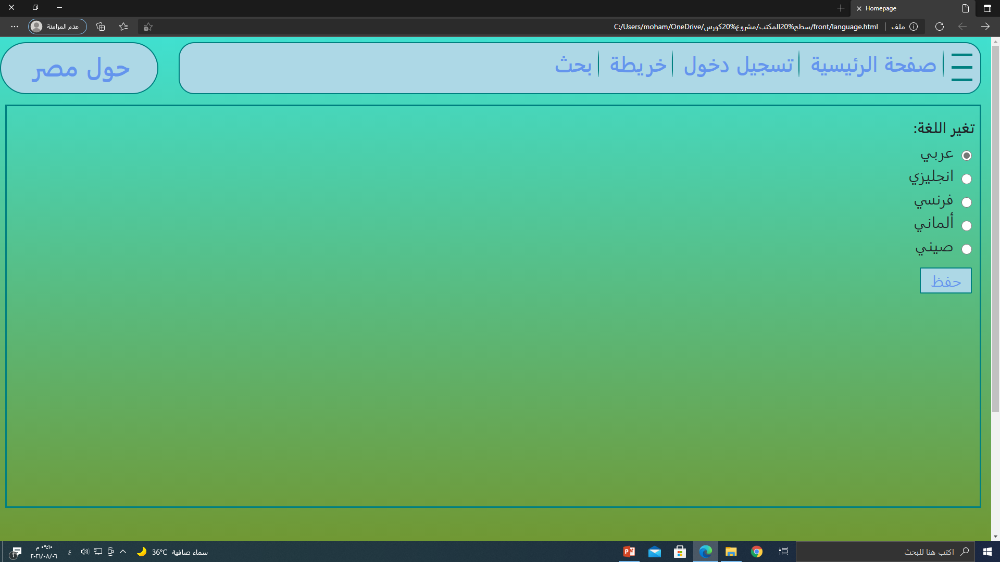 Homepage
ملف
C:/Users/moham/OneDrive/سطح%20المكتب/مشروع%20كورس/front/language.html
عدم المزامنة
صفحة الرئيسية
تسجيل دخول
خريطة
بحث
حول مصر
تغير اللغة:
عربي
انجليزي
فرنسي
ألماني
صيني
حفظ
اكتب هنا للبحث
36°C سماء صافية
ع
٠٩:١٠ م
٢٠٢١/٠٨/٠٦
١